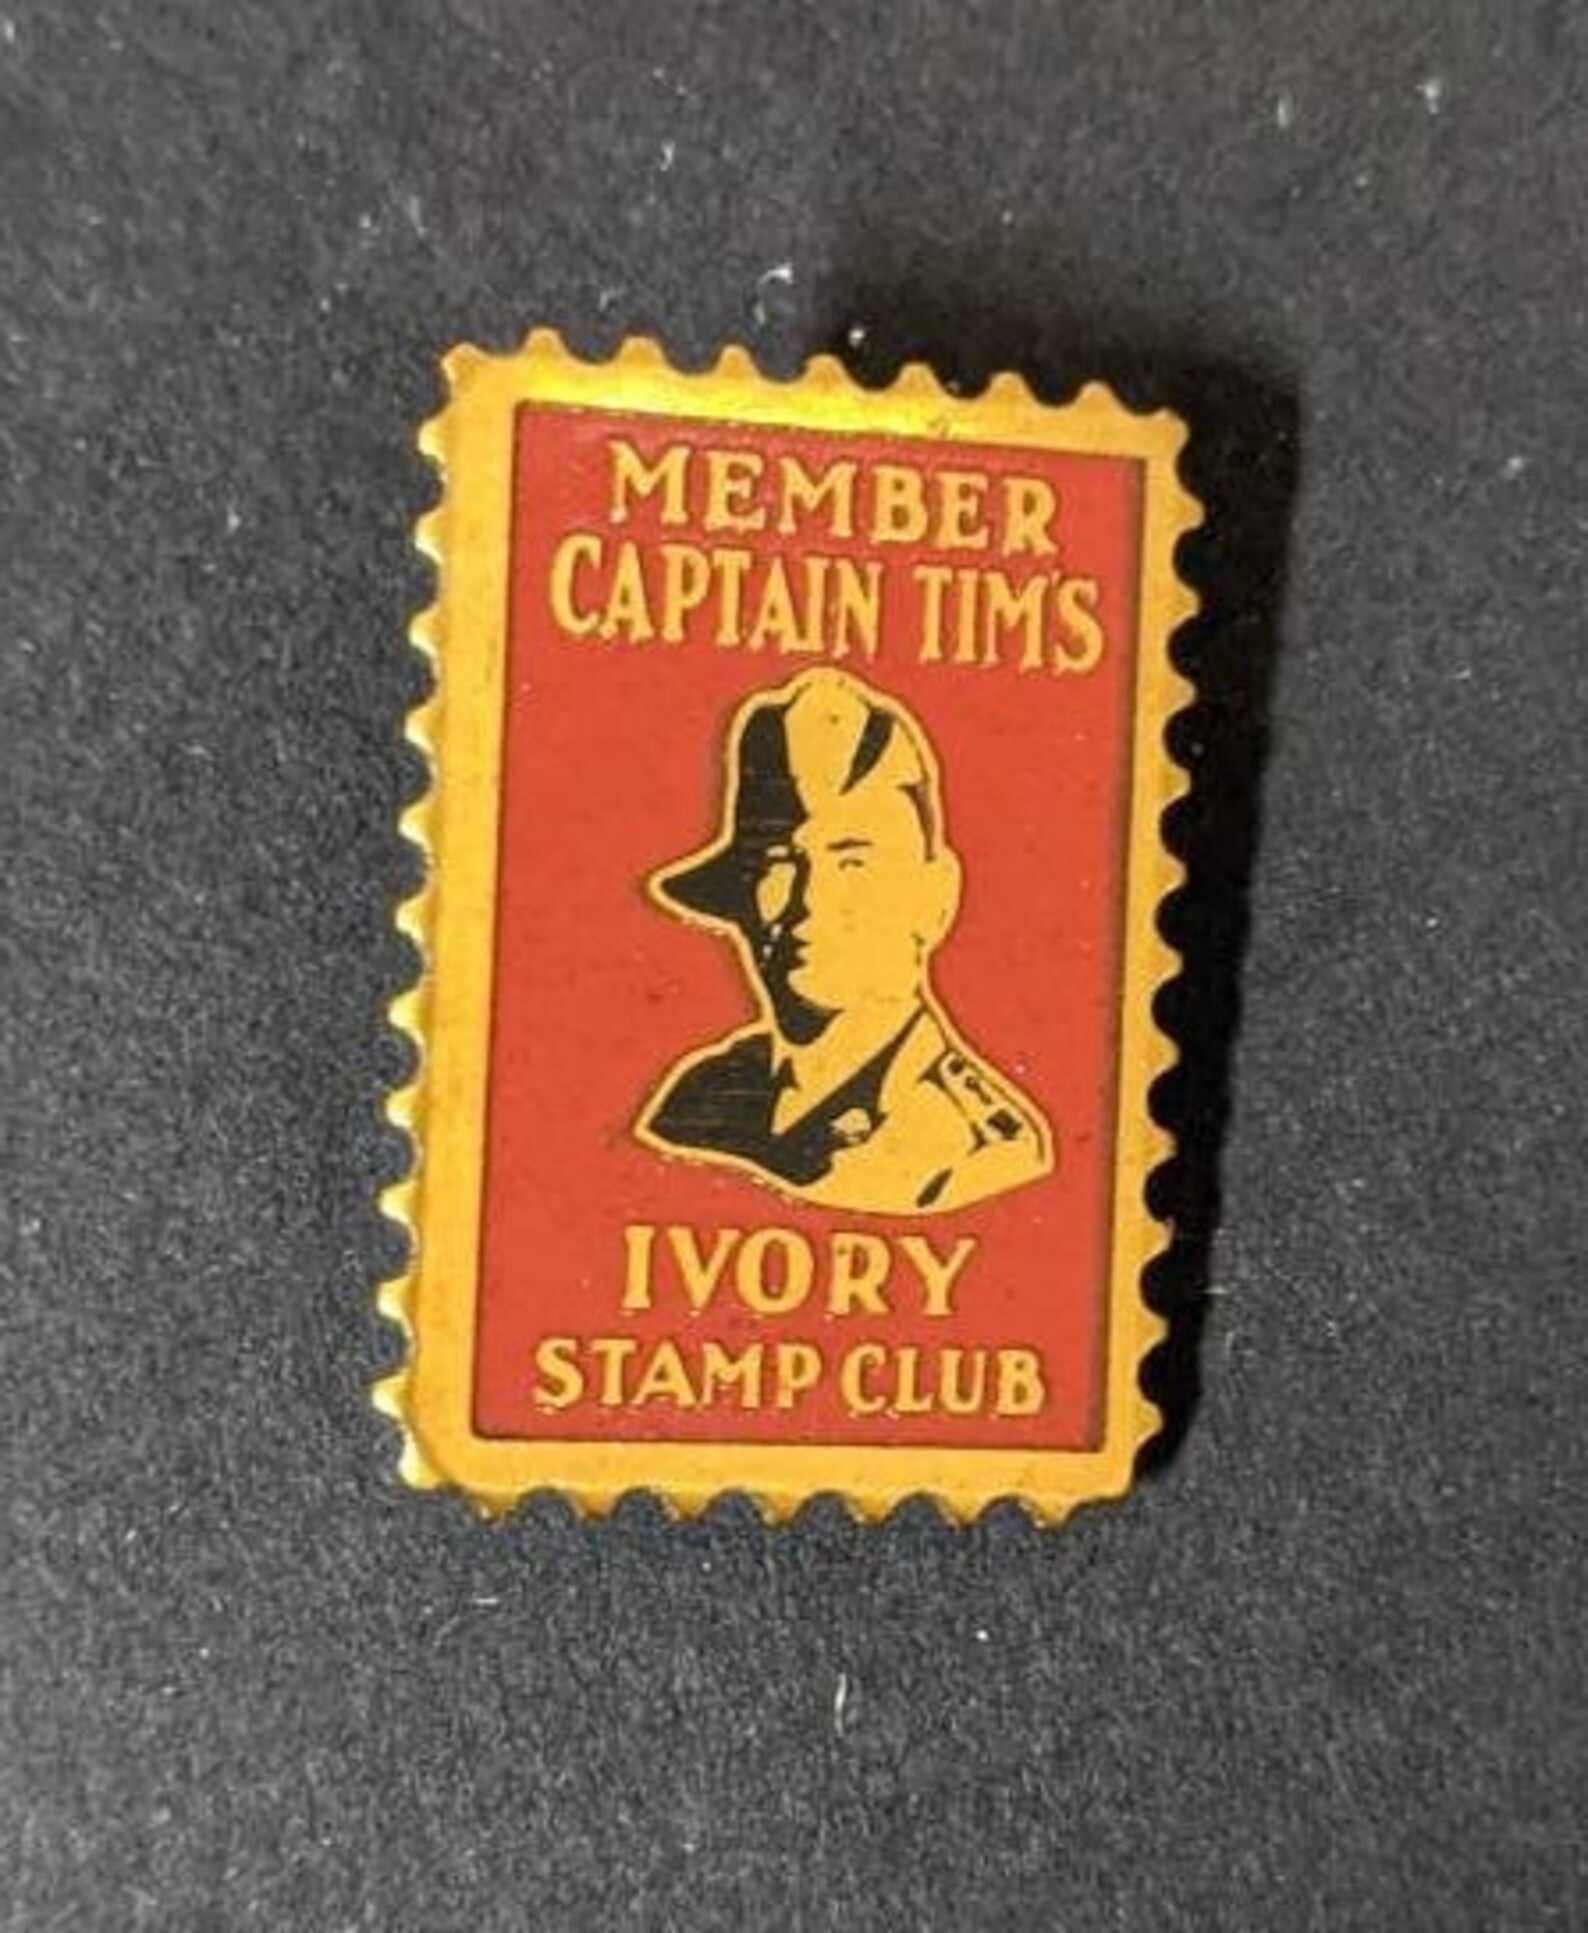 MEMBER
CAPTAIN TIM'S
IVORY
STAMP CLUB